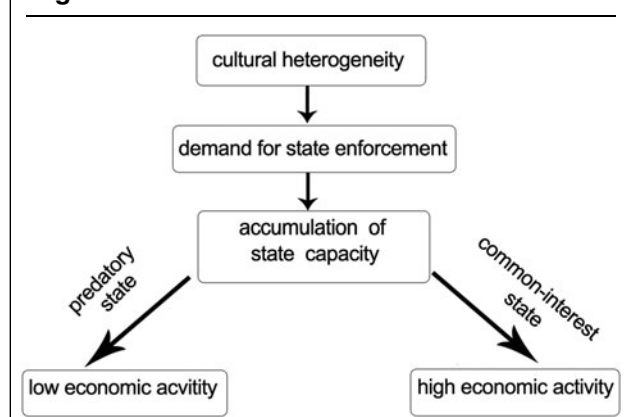 cultural heterogeneity
demand for state enforcement
accumulation of
state capacity
predatory
state
common-interest
state
low economic acvitity
high economic activity